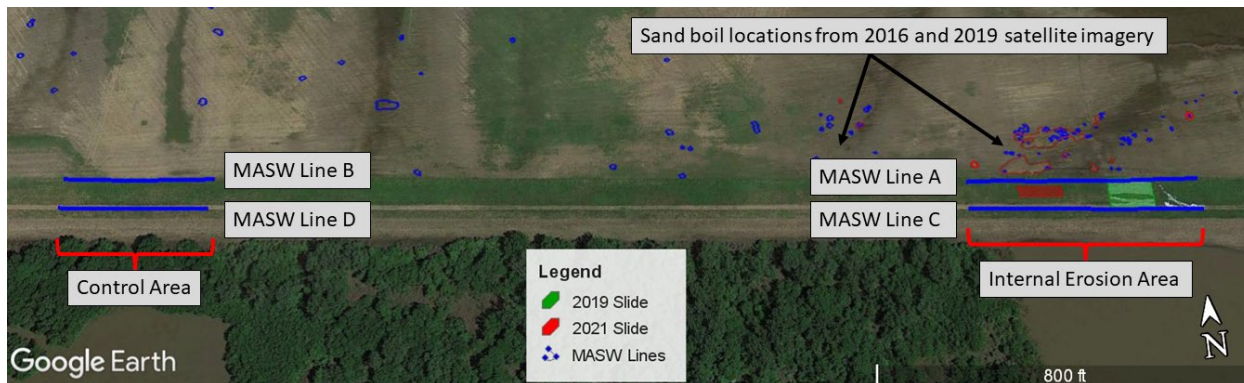 Sand boil locations from 2016 and 2019 satellite imagery
MASW Line B
MASW Line A
MASW Line D
MASW Line C
Control Area
Internal Erosion Area
Legend
2019 Slide
2021 Slide
MASW Lines
N
Google Earth
800 ft